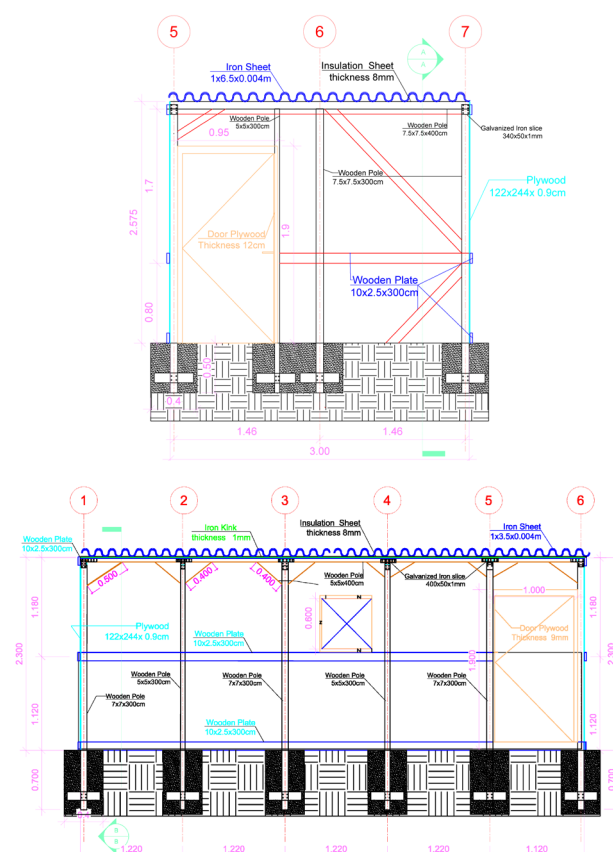 5
6
7
Iron Sheet
1x6.5x0.004m
Insulation Sheet
thickness 8mm
A
A
Wooden Pole
5x5x300cm
Wooden Pole
7.5x7.5x400cm
Galvanized Iron slice
340x50x1mm
0.95
Wooden Pole
7.5x7.5x300cm
Plywood
122x244x 0.9cm
1.7
2.575
1.9
Door Plywood
Thickness 12cm
Wooden Plate
10x2.5x300cm
0.80
0.50
0.4
1.46
1.46
3.00
1
2
3
4
5
6
Wooden Plate
10x2.5x380cm
Iron Kink
thickness 1mm
Insulation Sheet
thickness 8mm
Iron Sheet
1x3.5x0.004m
0.500
0.400
0.400
Wooden Pole
5x5x400cm
Galvanized Iron slice
400x50x1mm
1.000
1.180
1.180
0.600
Plywood
122x244x 0.9cm
Wooden Plate
10x2.5x300cm
Door Plywood
Thickness 9mm
2.300
2.300
1.900
Wooden Pole
5x5x300cm
Wooden Pole
7x7x300cm
Wooden Pole
5x5x300cm
Wooden Pole
7x7x300cm
Wooden Pole
7x7x300cm
1.120
1.120
Wooden Plate
10x2.5x300cm
0.700
0.700
B
B
1.220
1.220
1.220
1.220
1.120